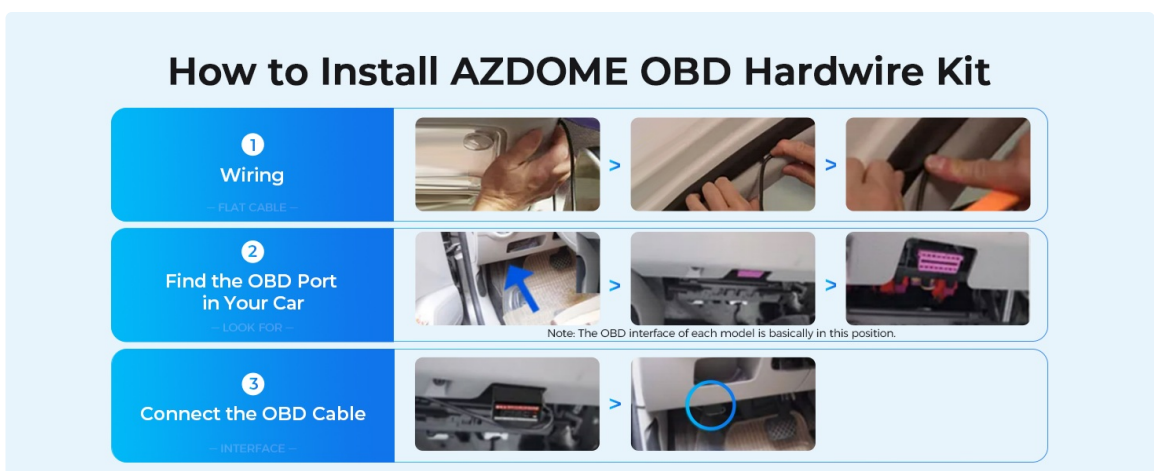 How to Install AZDOME OBD Hardwire Kit
1
Wiring
— FLAT CABLE —
2
Find the OBD Port
in Your Car
— LOOK FOR —
Note: The OBD interface of each model is basically in this position.
3
Connect the OBD Cable
— INTERFACE —